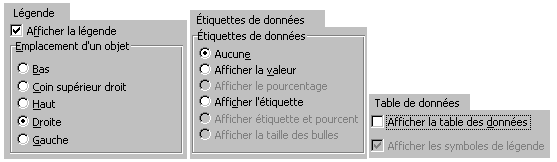 Légende
Afficher la légende
Emplacement d'un objet
Bas
Coin supérieur droit
Haut
Droite
Gauche
Étiquettes de données
Étiquettes de données
Aucune
Afficher la valeur
Afficher le pourcentage
Afficher l'étiquette
Afficher étiquette et pourcent
Afficher la taille des bulles
Table de données
Afficher la table des données
Afficher les symboles de légende